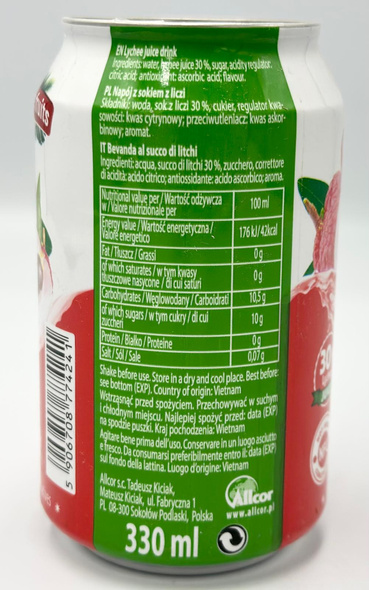 EN Lychee juice drink
Ingredients: water, lychee juice 30%, sugar, acidity regulator:
citric acid; antioxidant: ascorbic acid; flavour.
PL Napój z sokiem z liczi
Składniki: woda, sok z liczi 30%, cukier, regulator kwa-
sowości: kwas cytrynowy; przeciwutleniacz: kwas askor-
binowy; aromat.
IT Bevanda al succo di litchi
Ingredienti: acqua, succo di litchi 30%, zucchero, correttore
di acidità: acido citrico; antiossidante: acido ascorbico; aroma.
Nutritional value per / Wartość odżywcza
w / Valore nutrizionale per 100 ml
Energy value / Wartość energetyczna /
Valore energetico 176 kJ/ 42kcal
Fat / Tłuszcz / Grassi 0 g
of which saturates / w tym kwasy
tłuszczowe nasycone / di cui saturi 0 g
Carbohydrates / Węglowodany / Carboidrati 10,5 g
of which sugars / w tym cukry / di cui
zuccheri 10 g
Protein / Białko / Proteine 0 g
Salt / Sól / Sale 0,07 g
Shake before use. Store in a dry and cool place. Best before:
see bottom (EXP). Country of origin: Vietnam
Wstrząsnąć przed spożyciem. Przechowywać w suchym
i chłodnym miejscu. Najlepiej spożyć przed: data (EXP)
na spodzie puszki. Kraj pochodzenia: Wietnam
Agitare bene prima dell'uso. Conservare in un luogo asciutto
e fresco. Da consumarsi preferibilmente entro il: data (EXP)
sul fondo della lattina. Luogo d'origine: Vietnam
Allcor s.c. Tadeusz Kiciak,
Mateusz Kiciak, ul. Fabryczna 1
PL 08-300 Sokołów Podlaski, Polska
Allcor
www.allcor.pl
330 ml
5 906708 774241
30